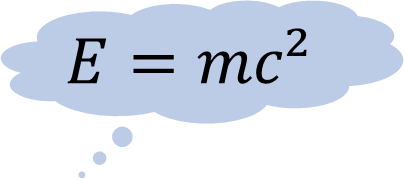 E = mc²